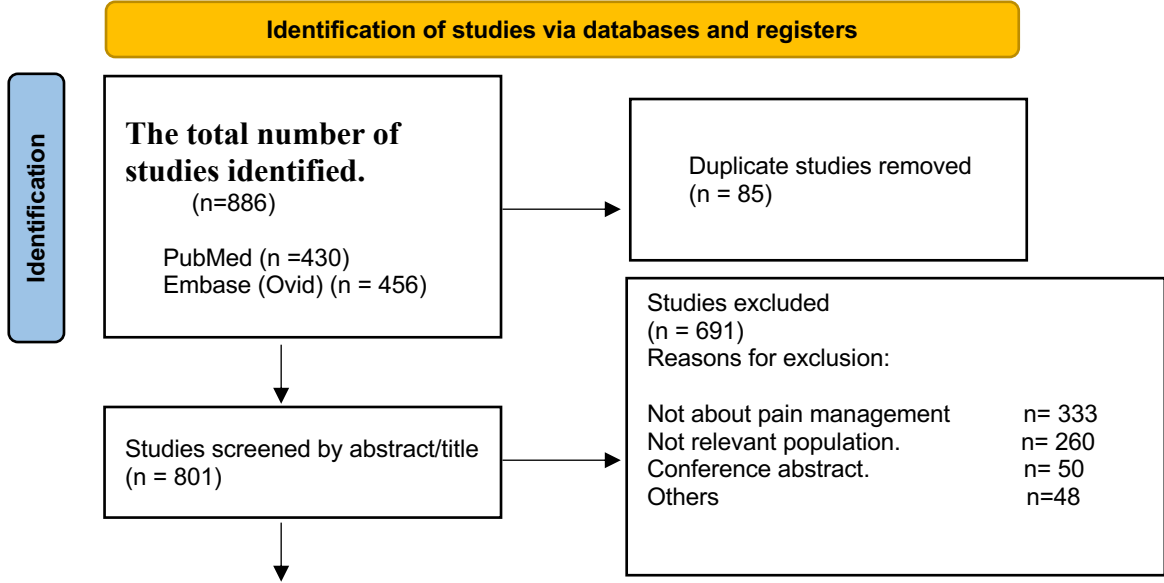 Identification of studies via databases and registers
Identification
The total number of
studies identified.
(n=886)
PubMed (n =430)
Embase (Ovid) (n = 456)
Duplicate studies removed
(n = 85)
Studies screened by abstract/title
(n = 801)
Studies excluded
(n = 691)
Reasons for exclusion:
Not about pain management n= 333
Not relevant population. n= 260
Conference abstract. n= 50
Others n=48